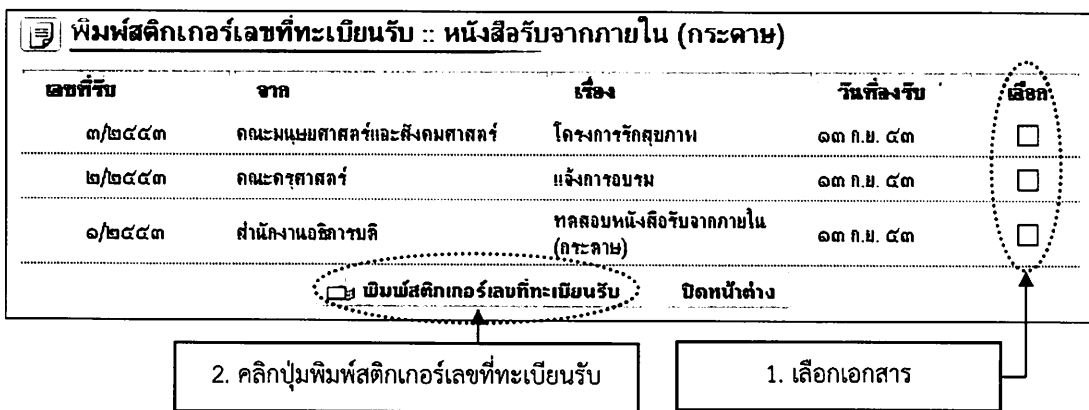 พิมพ์สติกเกอร์เลขที่ทะเบียนรับ :: หนังสือรับจากภายใน (กระดาษ)
เลขที่รับ จาก เรื่อง วันที่ลงรับ เลือก
๓/๒๕๕๓ คณะมนุษยศาสตร์และสังคมศาสตร์ โครงการรักสุขภาพ ๑๓ ก.ย. ๕๓
๒/๒๕๕๓ คณะครุศาสตร์ แจ้งการอบรม ๑๓ ก.ย. ๕๓
๑/๒๕๕๓ สำนักงานอธิการบดี ทดสอบหนังสือรับจากภายใน (กระดาษ) ๑๓ ก.ย. ๕๓
พิมพ์สติกเกอร์เลขที่ทะเบียนรับ ปิดหน้าต่าง
2. คลิกปุ่มพิมพ์สติกเกอร์เลขที่ทะเบียนรับ 1. เลือกเอกสาร